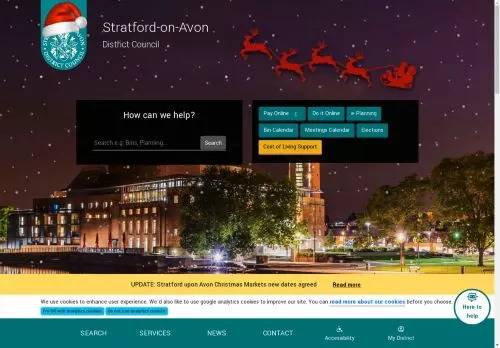 Stratford-on-Avon
District Council
DISTRICT COUNCIL
How can we help?
Search e.g. Bins, Planning...
Search
Pay Online £
Do it Online
e-Planning
Bin Calendar
Meetings Calendar
Elections
Cost of Living Support
UPDATE: Stratford upon Avon Christmas Markets new dates agreed Read more
We use cookies to enhance user experience. We'd also like to use google analytics cookies to improve our site. You can read more about our cookies before you choose
I'm OK with analytics cookies
Do not use analytics cookies
Here to
help
SEARCH
SERVICES
NEWS
CONTACT
Accessibility
My District